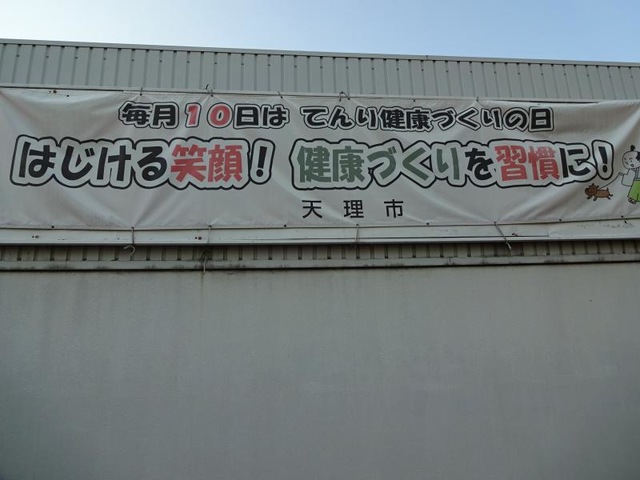 毎月10日は てんり健康づくりの日
はじける笑顔! 健康づくりを習慣に!
天理市